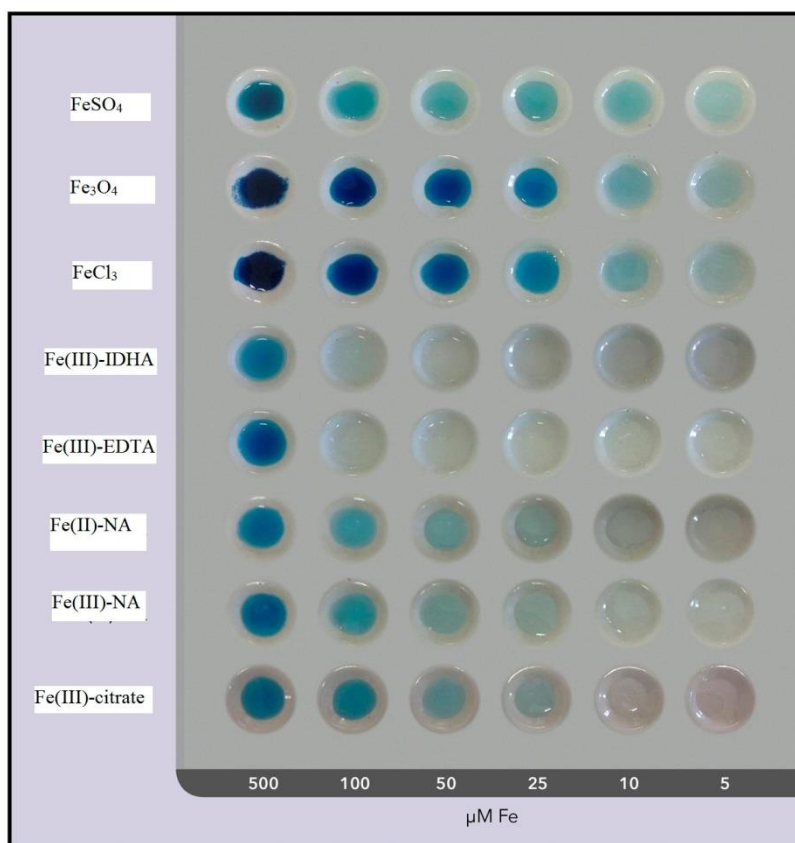 FeSO₄
Fe₃O₄
FeCl₃
Fe(III)-IDHA
Fe(III)-EDTA
Fe(II)-NA
Fe(III)-NA
Fe(III)-citrate
500 100 50 25 10 5
µM Fe